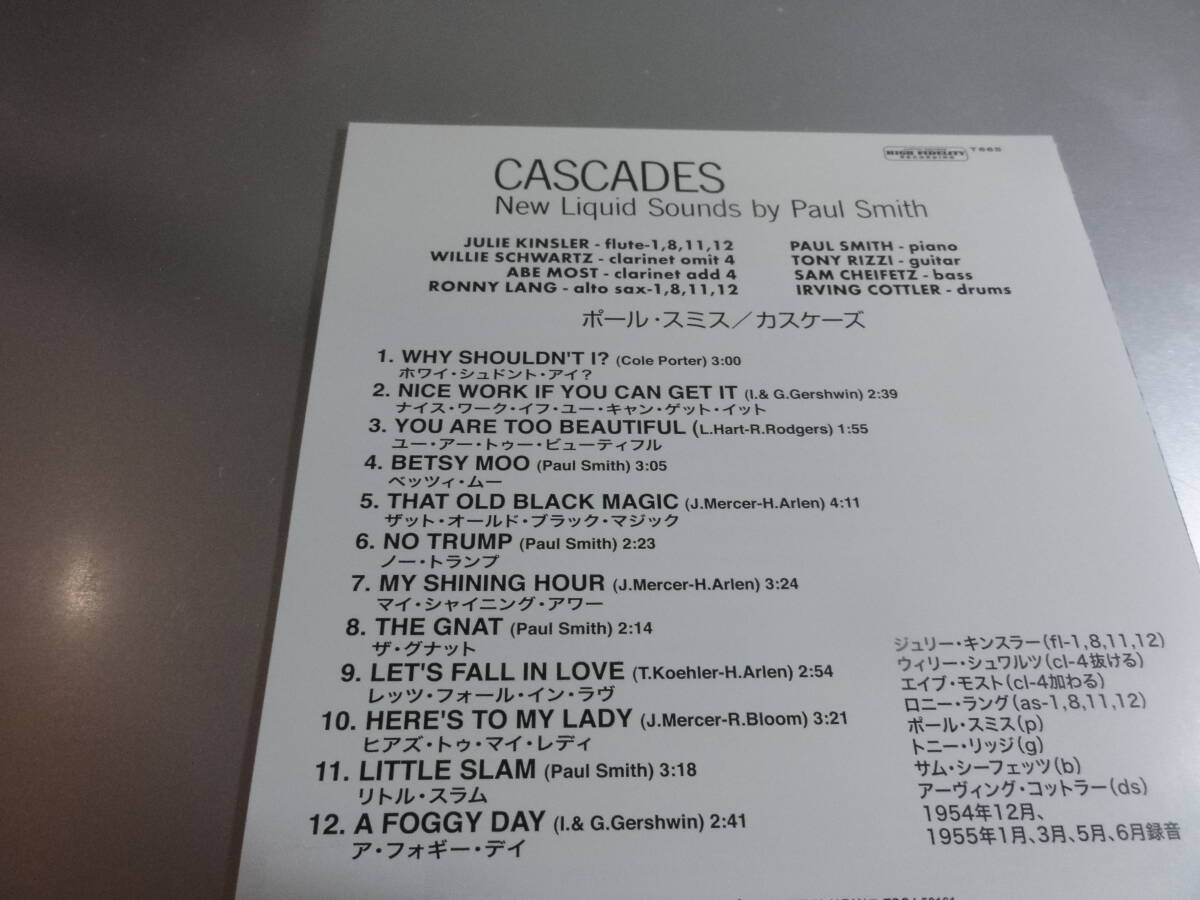 CASCADES
New Liquid Sounds by Paul Smith
HIGH FIDELITY
RECORDING
T665
JULIE KINSLER - flute-1,8,11,12
WILLIE SCHWARTZ - clarinet omit 4
ABE MOST - clarinet add 4
RONNY LANG - alto sax-1,8,11,12
PAUL SMITH - piano
TONY RIZZI - guitar
SAM CHEIFETZ - bass
IRVING COTTLER - drums
ポール・スミス／カスケーズ
1. WHY SHOULDN'T I? (Cole Porter) 3:00
ホワイ・シュドント・アイ？
2. NICE WORK IF YOU CAN GET IT (I.& G.Gershwin) 2:39
ナイス・ワーク・イフ・ユー・キャン・ゲット・イット
3. YOU ARE TOO BEAUTIFUL (L.Hart-R.Rodgers) 1:55
ユー・アー・トゥー・ビューティフル
4. BETSY MOO (Paul Smith) 3:05
ベッツィ・ムー
5. THAT OLD BLACK MAGIC (J.Mercer-H.Arlen) 4:11
ザット・オールド・ブラック・マジック
6. NO TRUMP (Paul Smith) 2:23
ノー・トランプ
7. MY SHINING HOUR (J.Mercer-H.Arlen) 3:24
マイ・シャイニング・アワー
8. THE GNAT (Paul Smith) 2:14
ザ・グナット
9. LET'S FALL IN LOVE (T.Koehler-H.Arlen) 2:54
レッツ・フォール・イン・ラヴ
10. HERE'S TO MY LADY (J.Mercer-R.Bloom) 3:21
ヒアズ・トゥ・マイ・レディ
11. LITTLE SLAM (Paul Smith) 3:18
リトル・スラム
12. A FOGGY DAY (I.& G.Gershwin) 2:41
ア・フォギー・デイ
ジュリー・キンスラー(fl-1,8,11,12)
ウィリー・シュワルツ(cl-4抜ける)
エイブ・モスト(cl-4加わる)
ロニー・ラング(as-1,8,11,12)
ポール・スミス(p)
トニー・リッジ(g)
サム・シーフェッツ(b)
アーヴィング・コットラー(ds)
1954年12月、
1955年1月、3月、5月、6月録音